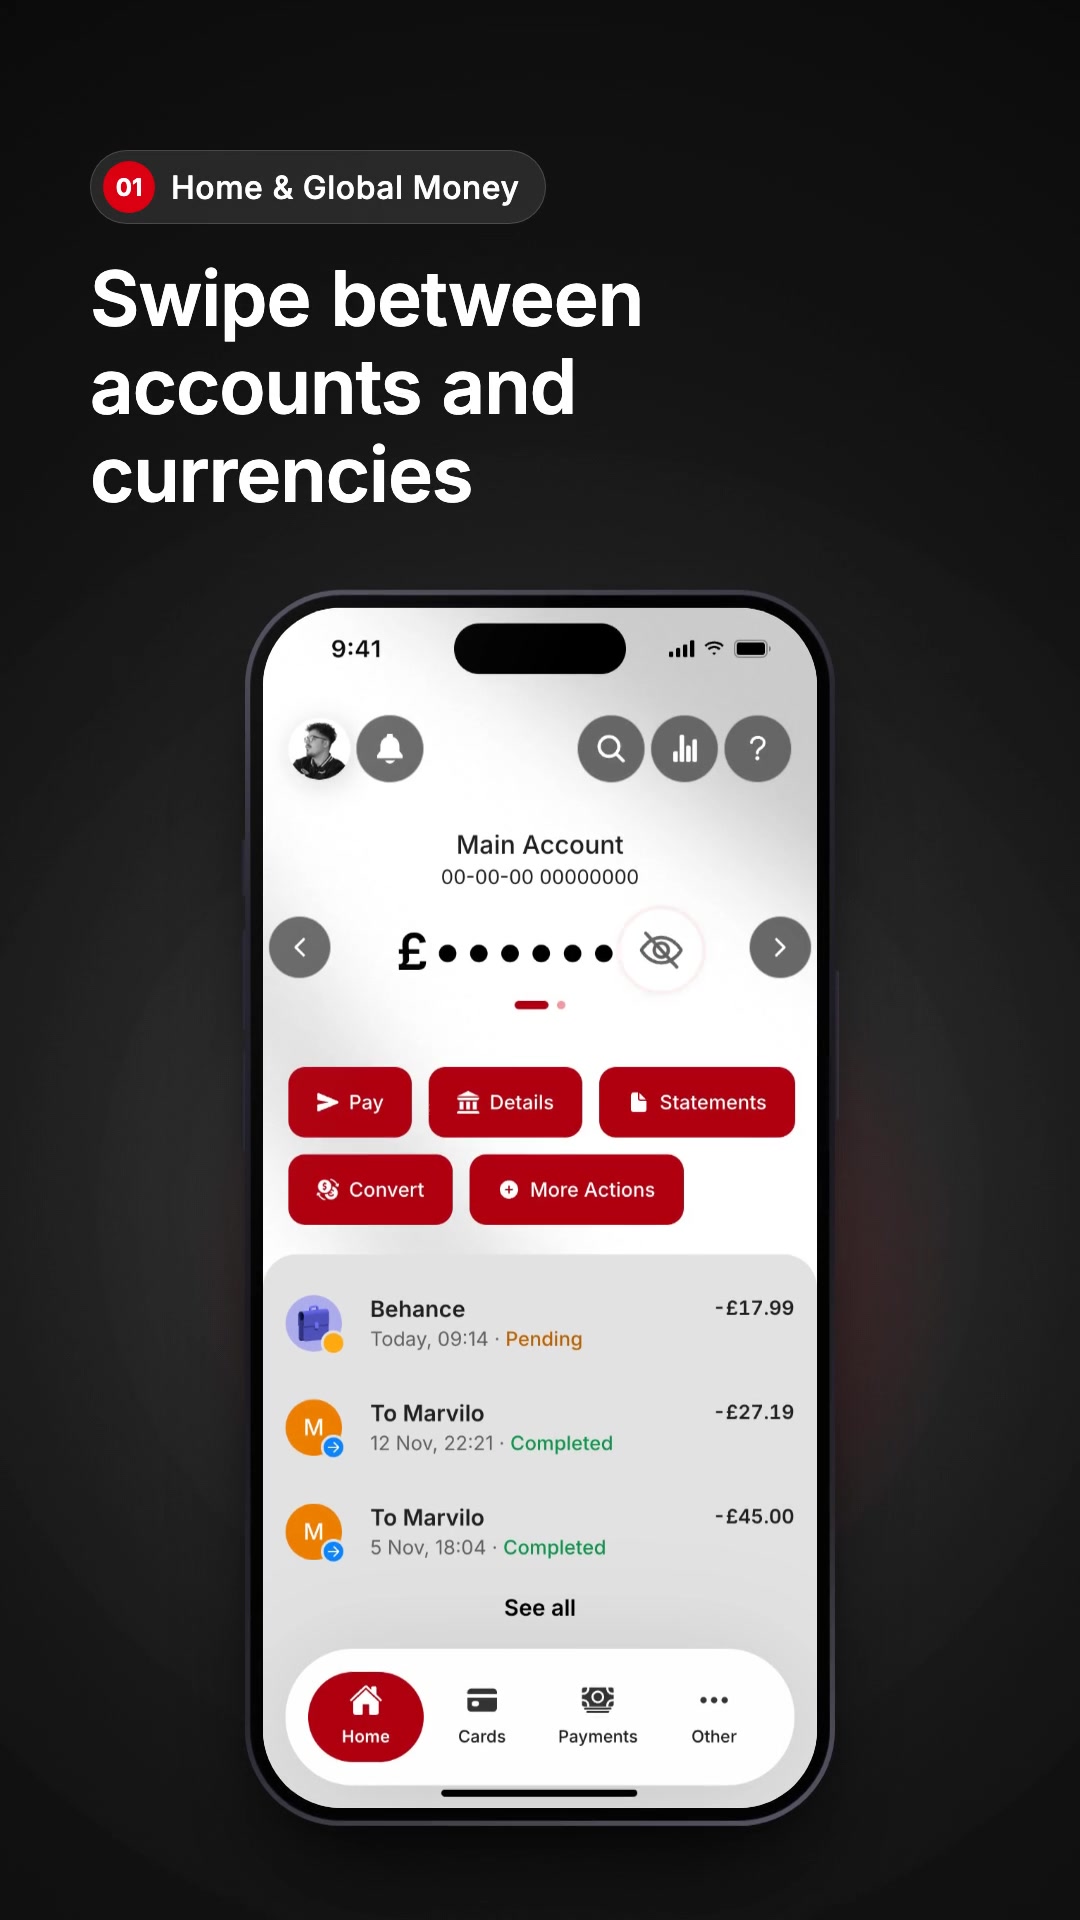 01 Home & Global Money
Swipe between
accounts and
currencies
9:41
Main Account
00-00-00 00000000
£ ••••••
Pay
Details
Statements
Convert
More Actions
Behance
-£17.99
Today, 09:14 · Pending
M
To Marvilo
-£27.19
12 Nov, 22:21 · Completed
M
To Marvilo
-£45.00
5 Nov, 18:04 · Completed
See all
Home
Cards
Payments
Other